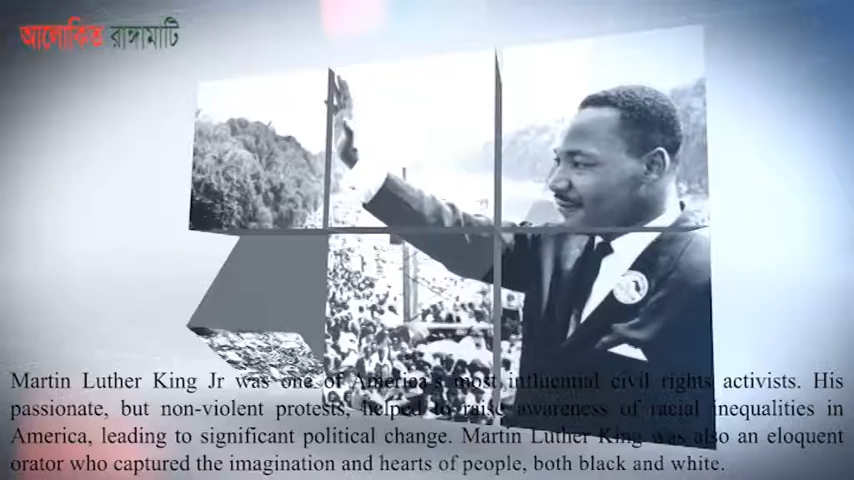 আলোকিত রাঙ্গামাটি
Martin Luther King Jr was one of America's most influential civil rights activists. His
passionate, but non-violent protests, helped to raise awareness of racial inequalities in
America, leading to significant political change. Martin Luther King was also an eloquent
orator who captured the imagination and hearts of people, both black and white.